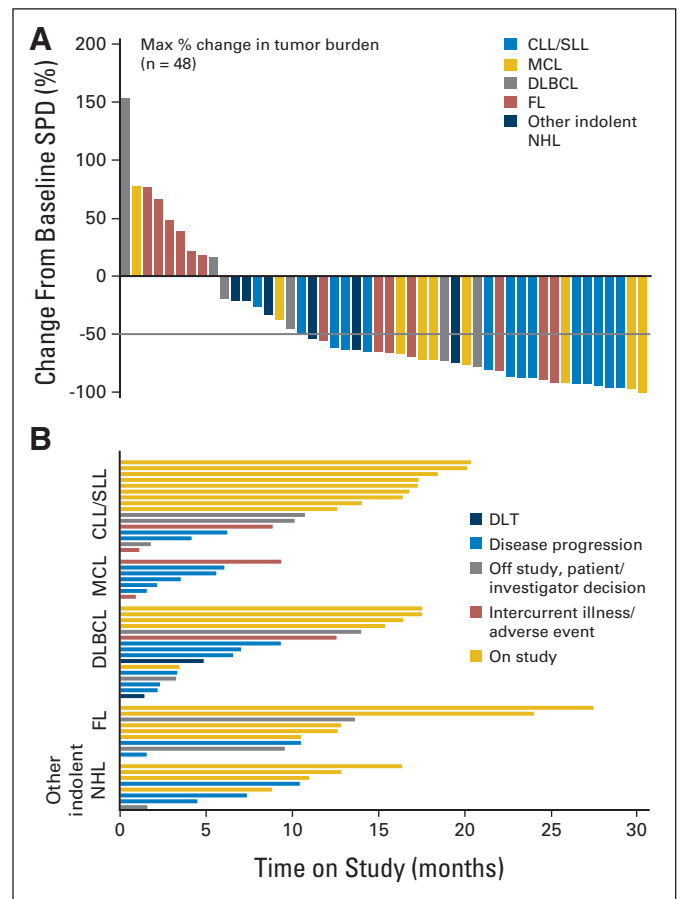 A
Change From Baseline SPD (%)
200
150
100
50
0
-50
-100
Max % change in tumor burden
(n = 48)
CLL/SLL
MCL
DLBCL
FL
Other indolent
NHL
B
CLL/SLL
MCL
DLBCL
FL
Other
indolent
NHL
DLT
Disease progression
Off study, patient/
investigator decision
Intercurrent illness/
adverse event
On study
0 5 10 15 20 25 30
Time on Study (months)